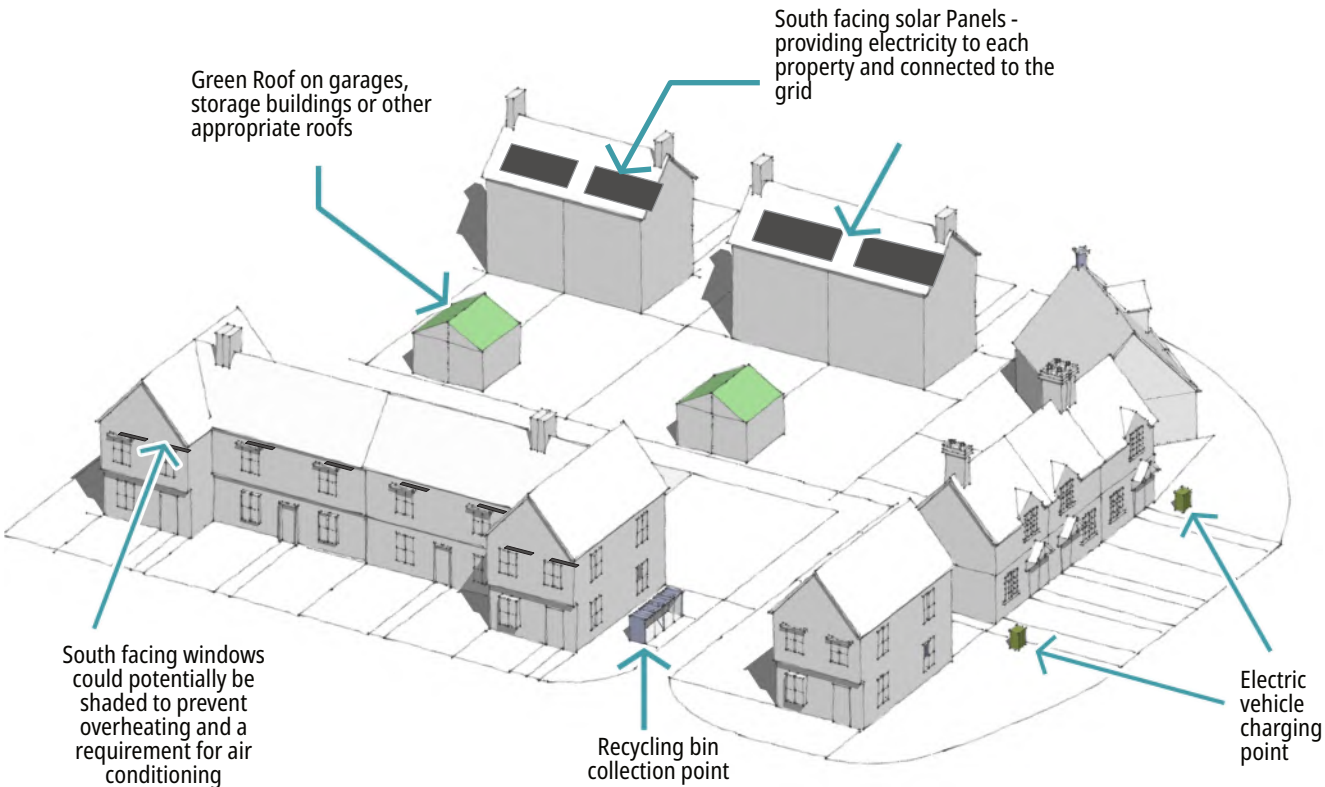 South facing solar Panels -
providing electricity to each
property and connected to the
grid
Green Roof on garages,
storage buildings or other
appropriate roofs
South facing windows
could potentially be
shaded to prevent
overheating and a
requirement for air
conditioning
Recycling bin
collection point
Electric
vehicle
charging
point